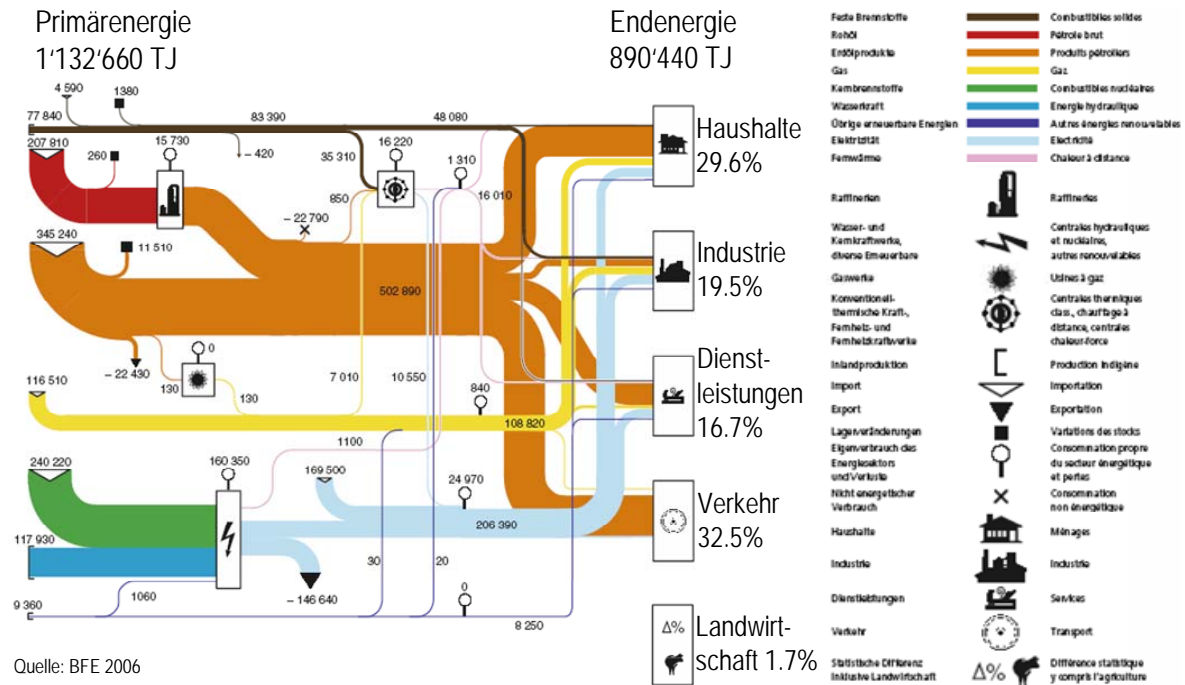 Primärenergie
1'132'660 TJ
Endenergie
890'440 TJ
4 590
1380
77 840
83 390
48 080
207 810
260
15 730
– 420
35 310
16 220
1 310
850
16 010
– 22 790
345 240
11 510
502 890
– 22 430
130
0
130
7 010
10 550
116 510
840
108 820
1100
240 220
160 350
169 500
24 970
206 390
117 930
30
20
– 146 640
9 360
1060
0
8 250
Haushalte
29.6%
Industrie
19.5%
Dienst-
leistungen
16.7%
Verkehr
32.5%
Δ%
Landwirt-
schaft 1.7%
Quelle: BFE 2006
Feste Brennstoffe Combustibles solides
Rohöl Pétrole brut
Erdölprodukte Produits pétroliers
Gas Gaz
Kernbrennstoffe Combustibles nucléaires
Wasserkraft Energie hydraulique
Übrige erneuerbare Energien Autres énergies renouvelables
Elektrizität Electricité
Fernwärme Chaleur à distance
Raffinerien Raffineries
Wasser- und Centrales hydrauliques
Kernkraftwerke, et nucléaires,
diverse Erneuerbare autres renouvelables
Gaswerke Usines à gaz
Konventionell- Centrales thermiques
thermische Kraft-, class., chauffage à
Fernheiz- und distance, centrales
Fernheizkraftwerke chaleur-force
Inlandproduktion Production indigène
Import Importation
Export Exportation
Lagerveränderungen Variations des stocks
Eigenverbrauch des Consommation propre
Energiesektors du secteur énergétique
und Verluste et pertes
Nicht energetischer Consommation
Verbrauch non énergétique
Haushalte Ménages
Industrie Industrie
Dienstleistungen Services
Verkehr Transport
Statistische Differenz Δ% Différence statistique
inklusive Landwirtschaft y compris l'agriculture